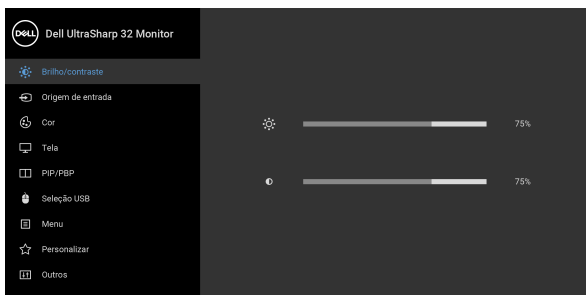 DELL
Dell UltraSharp 32 Monitor
Brilho/contraste
Origem de entrada
Cor
Tela
PIP/PBP
Seleção USB
Menu
Personalizar
Outros
75%
75%